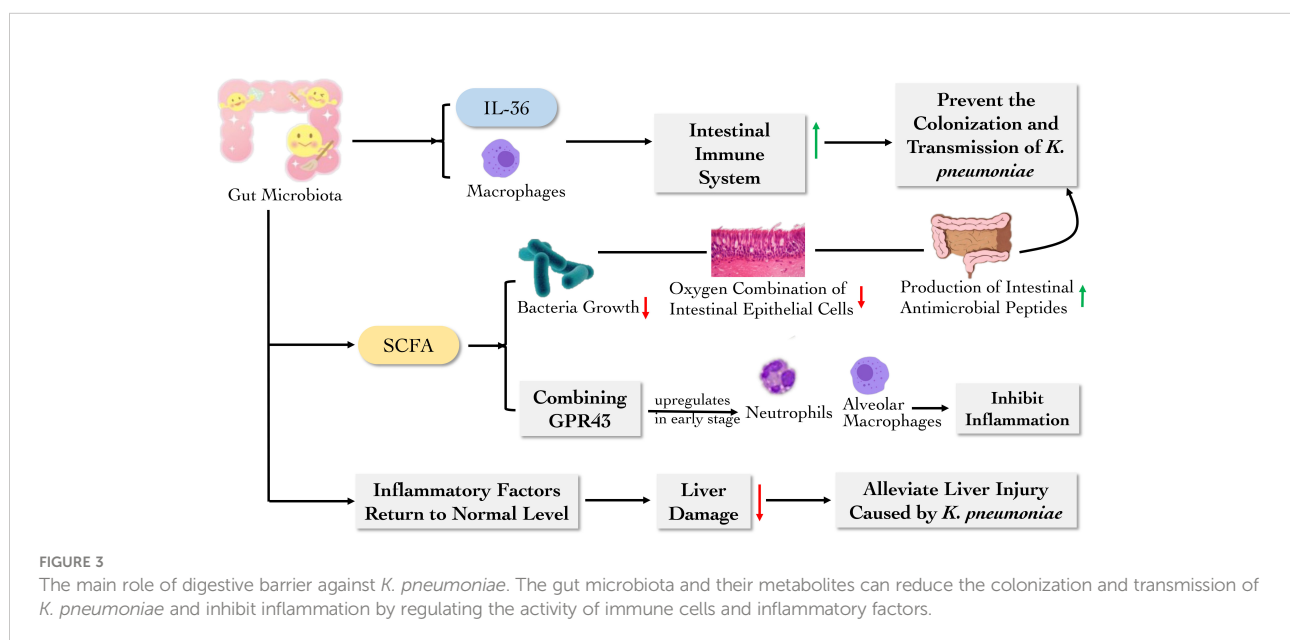 Gut Microbiota
IL-36
Macrophages
Intestinal
Immune
System
Prevent the
Colonization and
Transmission of K.
pneumoniae
Bacteria Growth
Oxygen Combination of
Intestinal Epithelial Cells
Production of Intestinal
Antimicrobial Peptides
SCFA
Combining
GPR43
upregulates
in early stage
Neutrophils
Alveolar
Macrophages
Inhibit
Inflammation
Inflammatory Factors
Return to Normal Level
Liver
Damage
Alleviate Liver Injury
Caused by K. pneumoniae
FIGURE 3
The main role of digestive barrier against K. pneumoniae. The gut microbiota and their metabolites can reduce the colonization and transmission of
K. pneumoniae and inhibit inflammation by regulating the activity of immune cells and inflammatory factors.